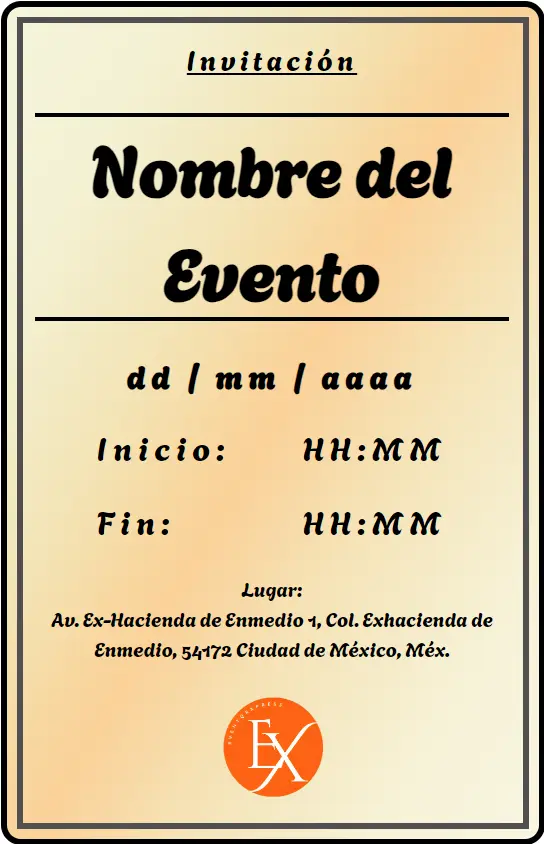 Invitación
Nombre del
Evento
dd / mm / aaaa
Inicio: HH:MM
Fin: HH:MM
Lugar:
Av. Ex-Hacienda de Enmedio 1, Col. Exhacienda de
Enmedio, 54172 Ciudad de México, Méx.
EX